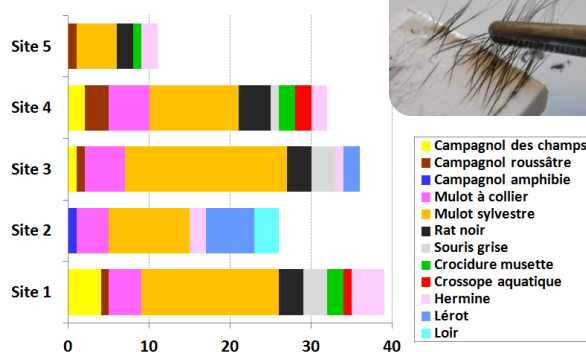 Site 5
Site 4
Site 3
Site 2
Site 1
0 10 20 30 40
Campagnol des champs
Campagnol roussâtre
Campagnol amphibie
Mulot à collier
Mulot sylvestre
Rat noir
Souris grise
Crocidure musette
Crossope aquatique
Hermine
Lérot
Loir